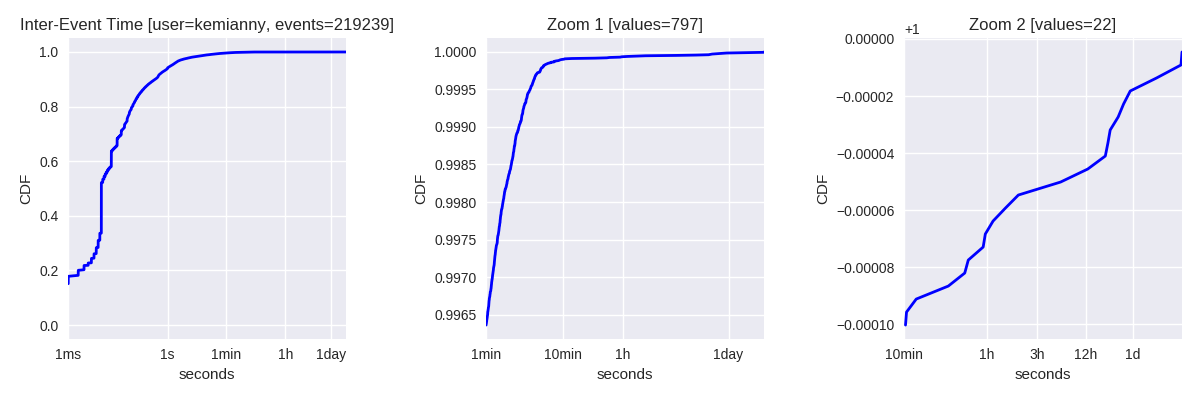 Inter-Event Time [user=kemianny, events=219239]
1.0
0.8
0.6
0.4
0.2
0.0
CDF
1ms
1s
1min
1h
1day
seconds
Zoom 1 [values=797]
1.0000
0.9995
0.9990
0.9985
0.9980
0.9975
0.9970
0.9965
CDF
1min
10min
1h
1day
seconds
Zoom 2 [values=22]
+1
0.00000
−0.00002
−0.00004
−0.00006
−0.00008
−0.00010
CDF
10min
1h
3h
12h
1d
seconds